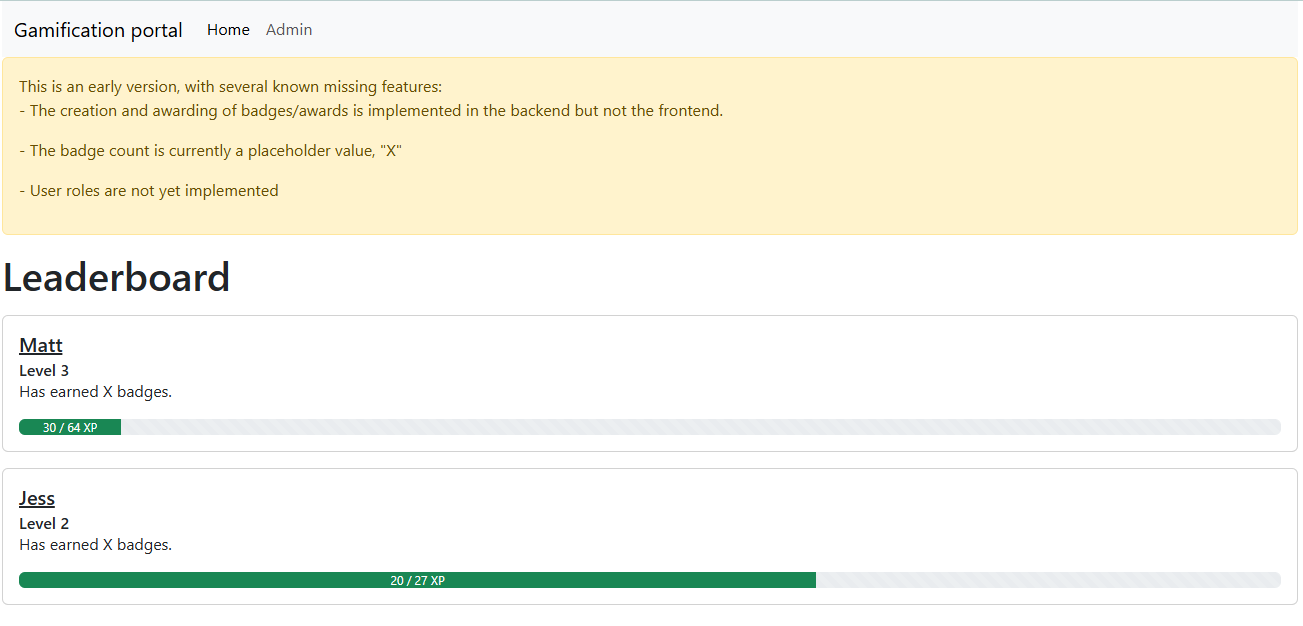 Gamification portal Home Admin
This is an early version, with several known missing features:
- The creation and awarding of badges/awards is implemented in the backend but not the frontend.
- The badge count is currently a placeholder value, "X"
- User roles are not yet implemented
Leaderboard
Matt
Level 3
Has earned X badges.
30 / 64 XP
Jess
Level 2
Has earned X badges.
20 / 27 XP